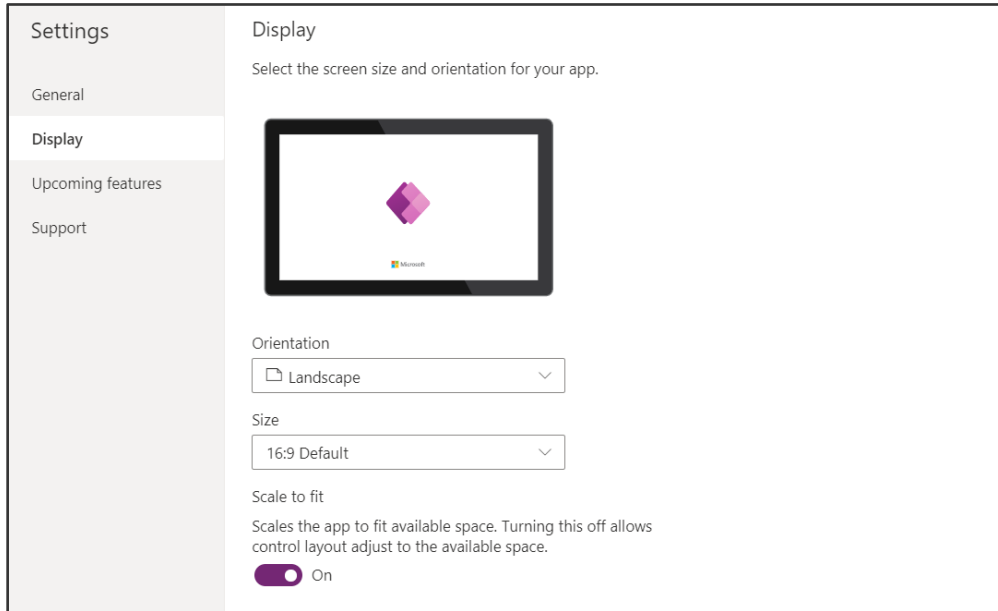 Settings
General
Display
Upcoming features
Support
Display
Select the screen size and orientation for your app.
Microsoft
Orientation
Landscape
Size
16:9 Default
Scale to fit
Scales the app to fit available space. Turning this off allows
control layout adjust to the available space.
On